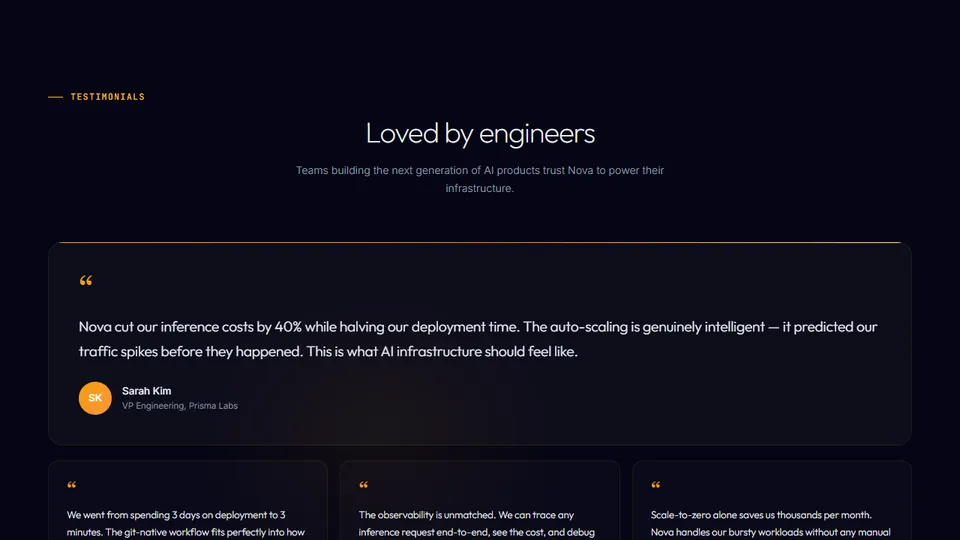 TESTIMONIALS
Loved by engineers
Teams building the next generation of AI products trust Nova to power their
infrastructure.
“
Nova cut our inference costs by 40% while halving our deployment time. The auto-scaling is genuinely intelligent — it predicted our
traffic spikes before they happened. This is what AI infrastructure should feel like.
SK
Sarah Kim
VP Engineering, Prisma Labs
“
We went from spending 3 days on deployment to 3
minutes. The git-native workflow fits perfectly into how
“
The observability is unmatched. We can trace any
inference request end-to-end, see the cost, and debug
“
Scale-to-zero alone saves us thousands per month.
Nova handles our bursty workloads without any manual